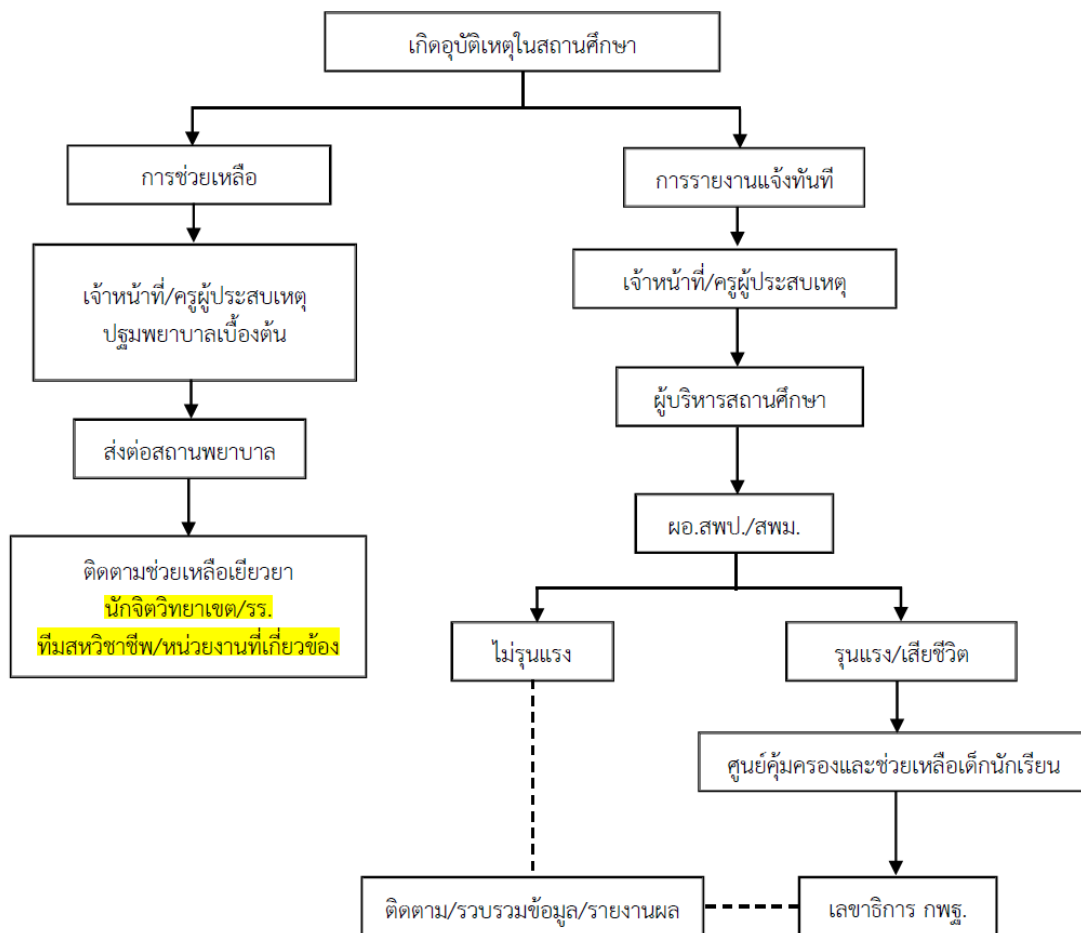 เกิดอุบัติเหตุในสถานศึกษา
การช่วยเหลือ
การรายงานแจ้งทันที
เจ้าหน้าที่/ครูผู้ประสบเหตุ
ปฐมพยาบาลเบื้องต้น
เจ้าหน้าที่/ครูผู้ประสบเหตุ
ผู้บริหารสถานศึกษา
ส่งต่อสถานพยาบาล
ผอ.สพป./สพม.
ติดตามช่วยเหลือเยียวยา
นักจิตวิทยาเขต/รร.
ทีมสหวิชาชีพ/หน่วยงานที่เกี่ยวข้อง
ไม่รุนแรง
รุนแรง/เสียชีวิต
ศูนย์คุ้มครองและช่วยเหลือเด็กนักเรียน
ติดตาม/รวบรวมข้อมูล/รายงานผล
เลขาธิการ กพฐ.